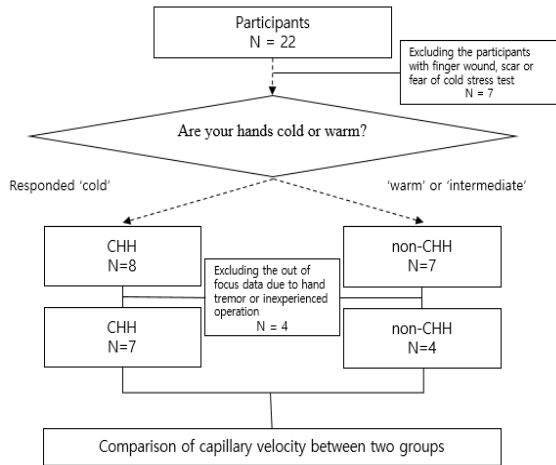 Participants
N = 22
Excluding the participants
with finger wound, scar or
fear of cold stress test
N = 7
Are your hands cold or warm?
Responded ‘cold’
‘warm’ or ‘intermediate’
CHH
N=8
non-CHH
N=7
Excluding the out of
focus data due to hand
tremor or inexperienced
operation
N = 4
CHH
N=7
non-CHH
N=4
Comparison of capillary velocity between two groups